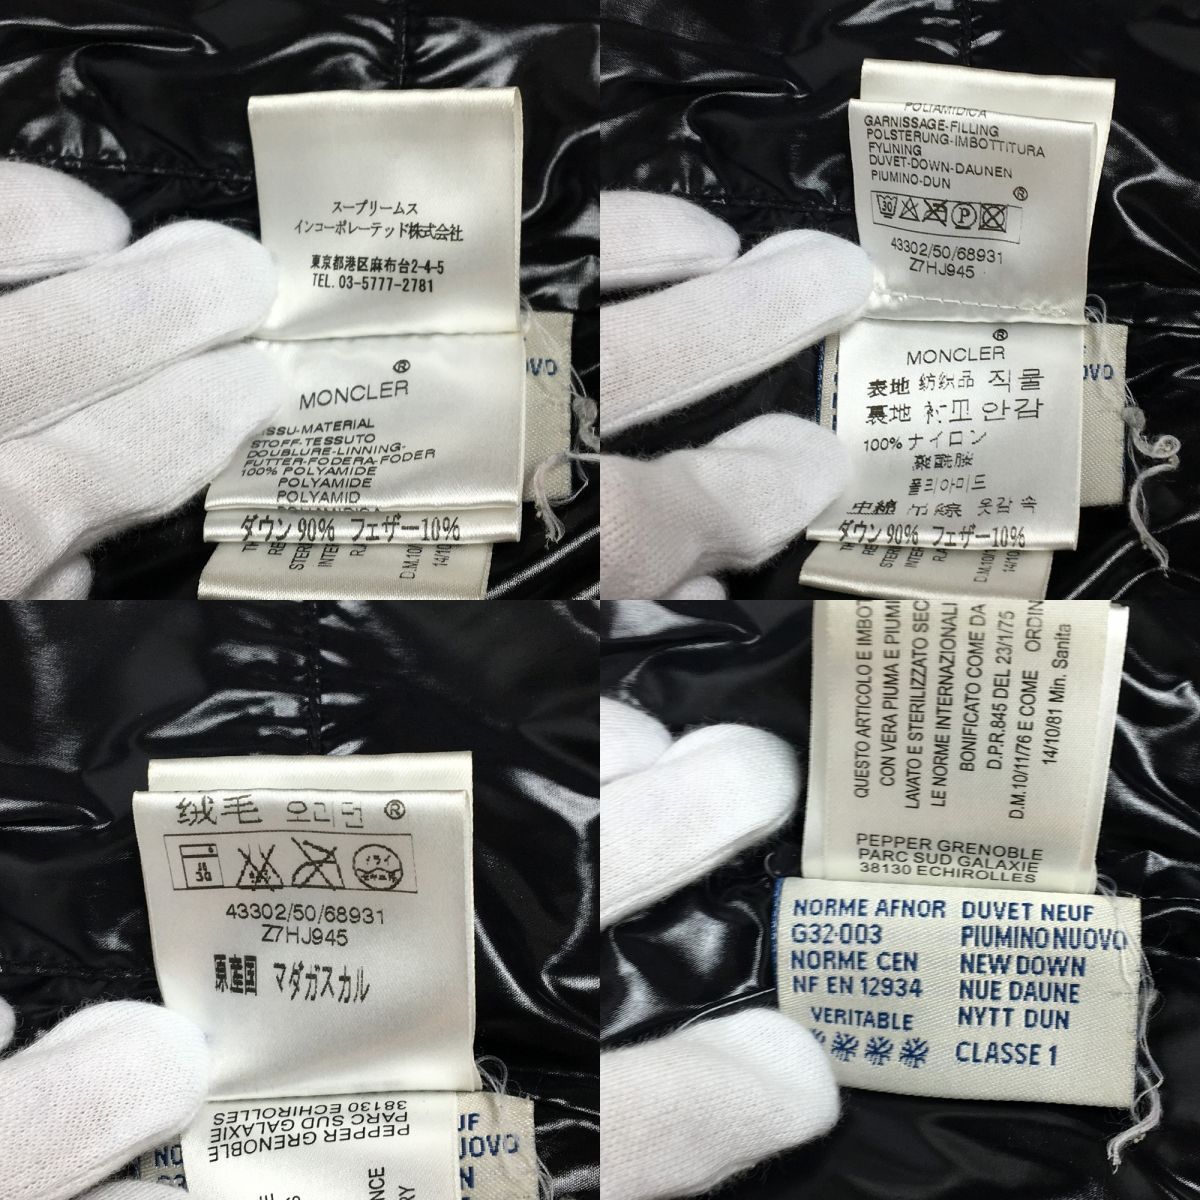 スープリームス
インコーポレーテッド株式会社
東京都港区麻布台2-4-5
TEL. 03-5777-2781
®
MONCLER
STOFF-TESSUTO
DOUBLURE-LINNING-
FUTTER-FODERA-FODER
100% POLYAMIDE
POLYAMIDE
POLYAMID
ダウン 90% フェザー10%
POLIAMIDICA
GARNISSAGE-FILLING
POLSTERUNG-IMBOTTITURA
FYLINING
DUVET-DOWN-DAUNEN
PIUMINO-DUN
®
30 P
43302/50/68931
Z7HJ945
®
MONCLER
表地 紡織品 직물
裏地 안감
100% ナイロン
폴리아미드
ダウン 90% フェザー10%
绒毛 오리털 ®
43302/50/68931
Z7HJ945
原産国 マダガスカル
PEPPER GRENOBLE
PARC SUD GALAXIE
38130 ECHIROLLES
QUESTO ARTICOLO E IMBOT
CON VERA PIUMA E PIUM
LAVATO E STERILIZZATO SEC
LE NORME INTERNAZIONALI
BONIFICATO COME DA
D.P.R.845 DEL 23/1/75
D.M.10/11/76 E COME ORDIN
14/10/81 Min. Sanita
PEPPER GRENOBLE
PARC SUD GALAXIE
38130 ECHIROLLES
NORME AFNOR DUVET NEUF
G32-003 PIUMINO NUOVO
NORME CEN NEW DOWN
NF EN 12934 NUE DAUNE
VERITABLE NYTT DUN
CLASSE 1